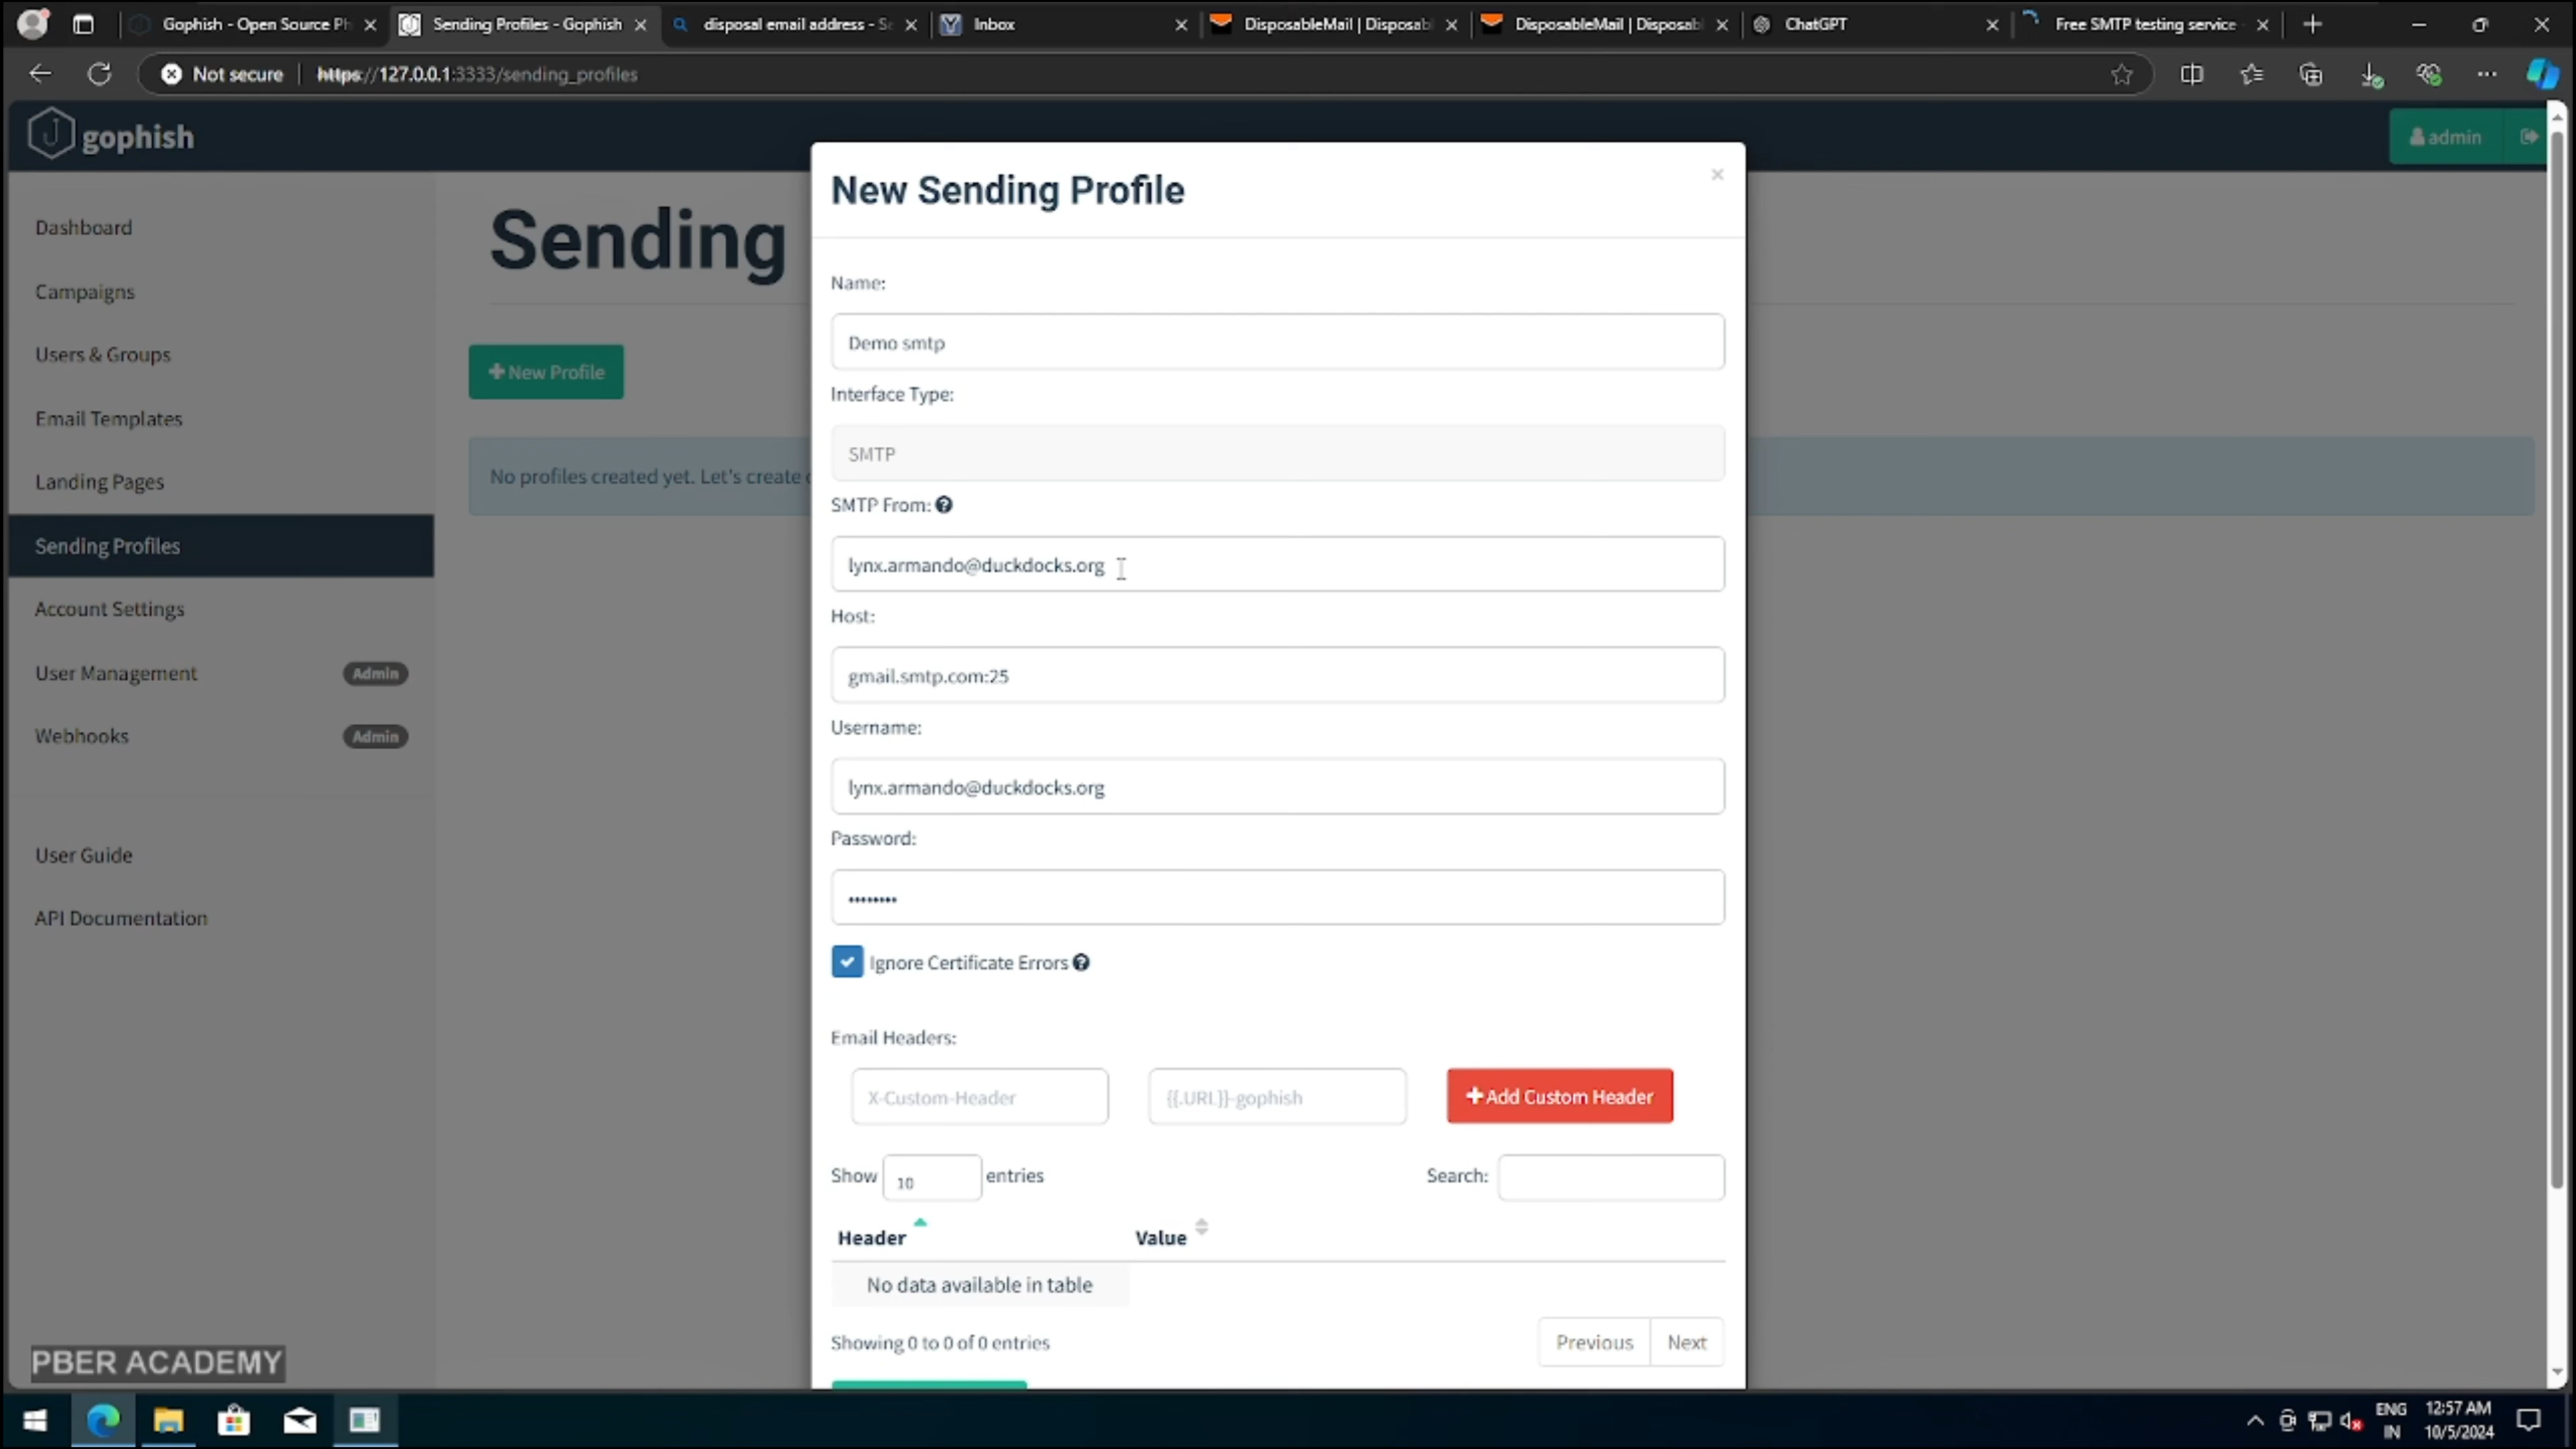 Gophish - Open Source Ph
Sending Profiles - Gophish
disposal email address - Se
Inbox
DisposableMail | Disposabl
DisposableMail | Disposabl
ChatGPT
Free SMTP testing service -
Not secure
https://127.0.0.1:3333/sending_profiles
gophish
admin
Dashboard
Campaigns
Users & Groups
Email Templates
Landing Pages
Sending Profiles
Account Settings
User Management Admin
Webhooks Admin
User Guide
API Documentation
Sending
New Profile
No profiles created yet. Let's create
New Sending Profile
×
Name:
Demo smtp
Interface Type:
SMTP
SMTP From:
lynx.armando@duckdocks.org
Host:
gmail.smtp.com:25
Username:
lynx.armando@duckdocks.org
Password:
••••••••
Ignore Certificate Errors
Email Headers:
X-Custom-Header
{{.URL}}-gophish
Add Custom Header
Show 10 entries
Search:
Header
Value
No data available in table
Showing 0 to 0 of 0 entries
Previous
Next
PBER ACADEMY
ENG
IN
12:57 AM
10/5/2024